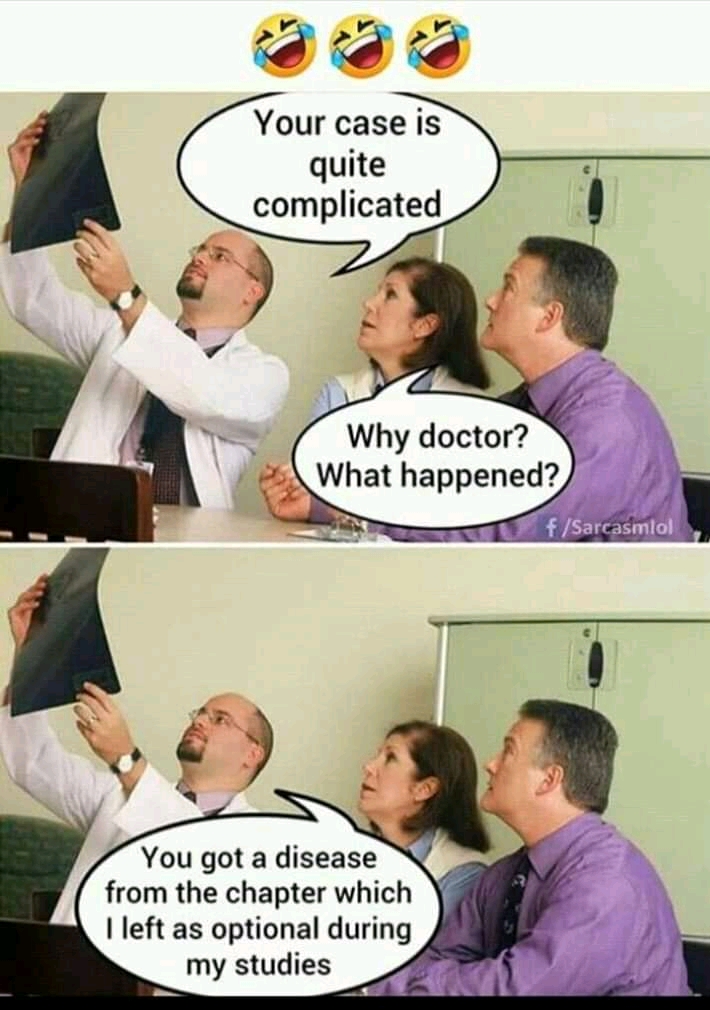 Your case is
quite
complicated
Why doctor?
What happened?
f/Sarcasmlol
You got a disease
from the chapter which
I left as optional during
my studies